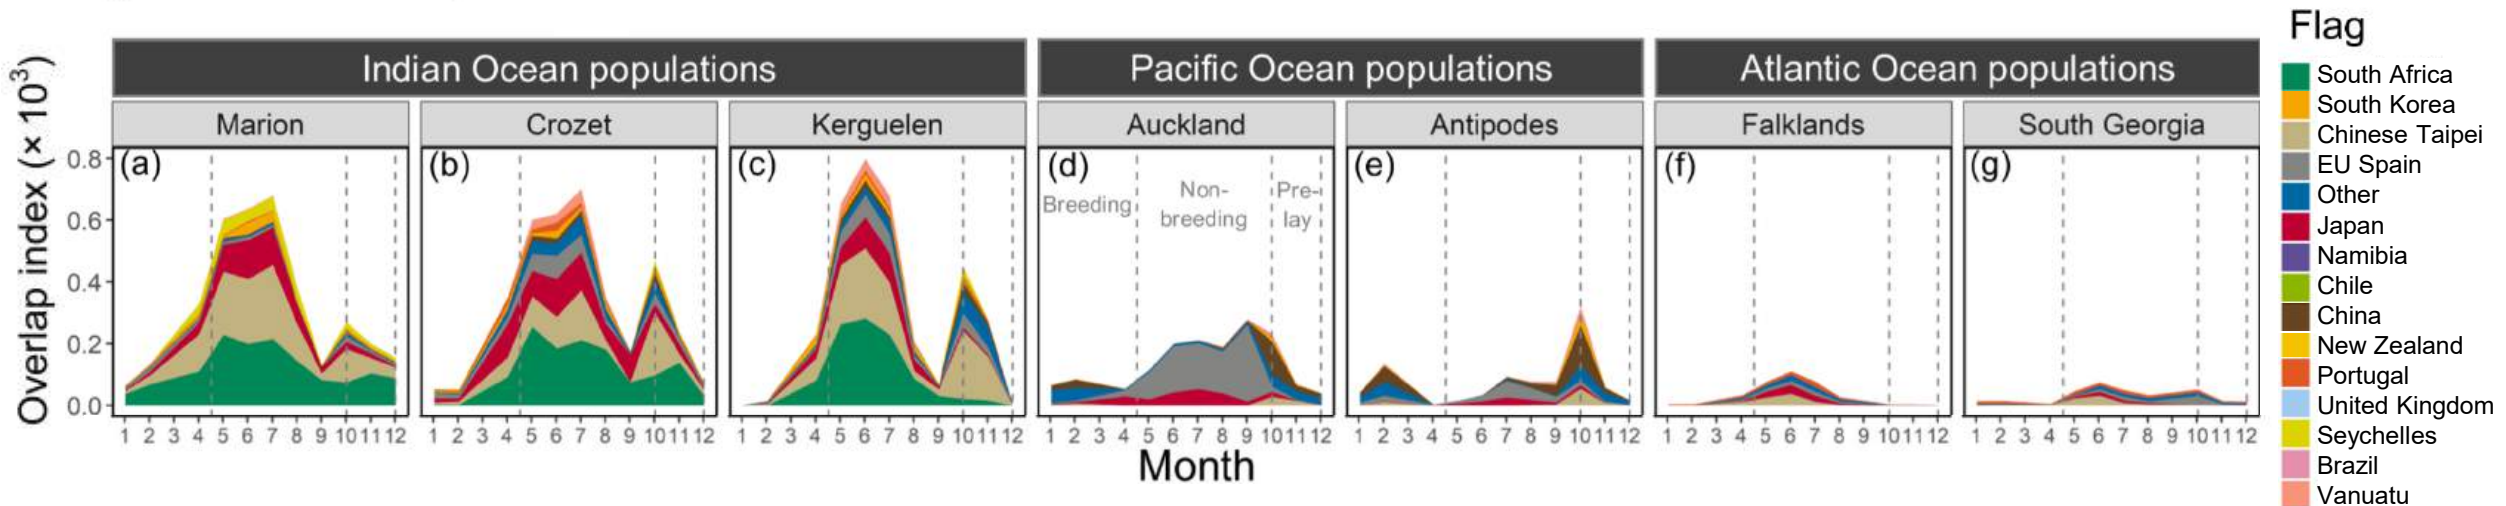 Indian Ocean populations
Pacific Ocean populations
Atlantic Ocean populations
Marion
Crozet
Kerguelen
Auckland
Antipodes
Falklands
South Georgia
(a)
(b)
(c)
(d)
(e)
(f)
(g)
Breeding
Non-
breeding
Pre-
lay
Overlap index (× 10³)
0.8
0.6
0.4
0.2
0.0
1 2 3 4 5 6 7 8 9 10 11 12
1 2 3 4 5 6 7 8 9 10 11 12
1 2 3 4 5 6 7 8 9 10 11 12
1 2 3 4 5 6 7 8 9 10 11 12
1 2 3 4 5 6 7 8 9 10 11 12
1 2 3 4 5 6 7 8 9 10 11 12
1 2 3 4 5 6 7 8 9 10 11 12
Month
Flag
South Africa
South Korea
Chinese Taipei
EU Spain
Other
Japan
Namibia
Chile
China
New Zealand
Portugal
United Kingdom
Seychelles
Brazil
Vanuatu